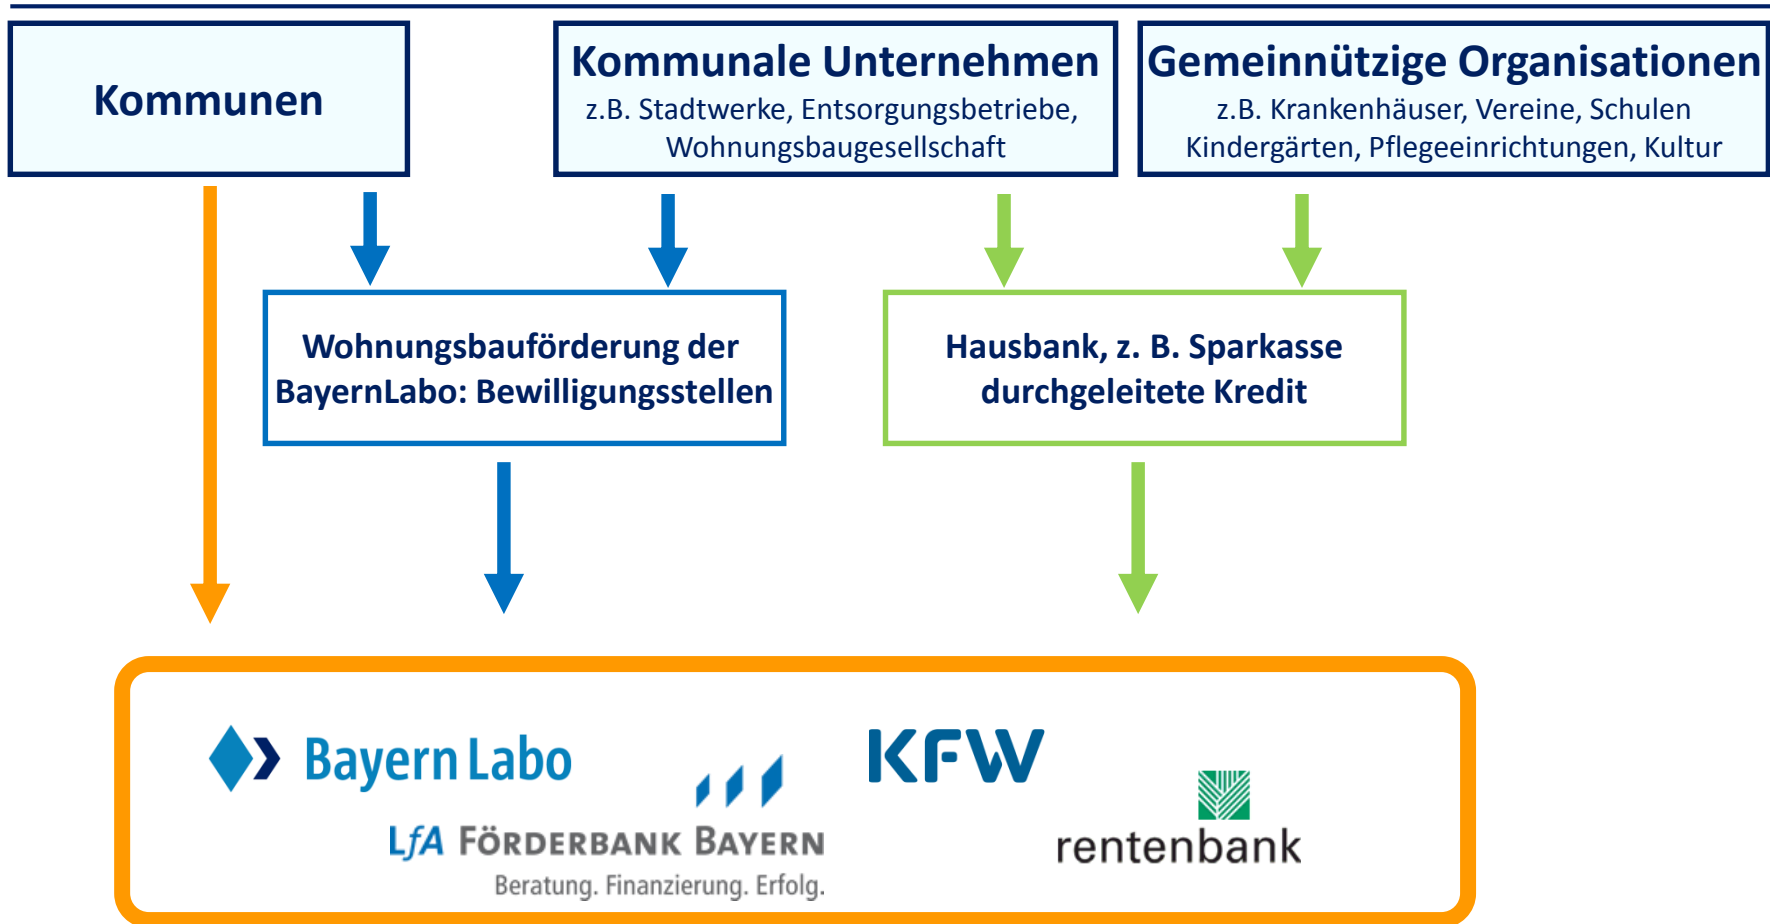 Kommunen
Kommunale Unternehmen
z.B. Stadtwerke, Entsorgungsbetriebe,
Wohnungsbaugesellschaft
Gemeinnützige Organisationen
z.B. Krankenhäuser, Vereine, Schulen
Kindergärten, Pflegeeinrichtungen, Kultur
Wohnungsbauförderung der
BayernLabo: Bewilligungsstellen
Hausbank, z. B. Sparkasse
durchgeleitete Kredit
Bayern Labo
KFW
LfA FÖRDERBANK BAYERN
Beratung. Finanzierung. Erfolg.
rentenbank